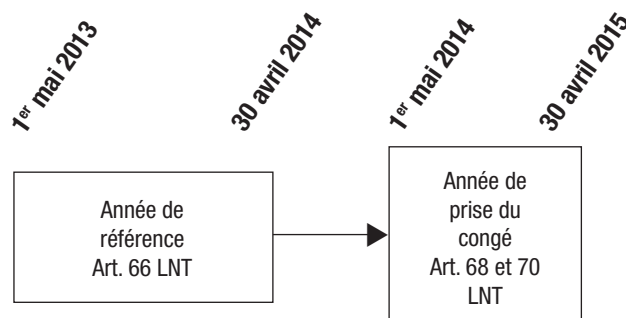 1er mai 2013
30 avril 2014
1er mai 2014
30 avril 2015
Année de
référence
Art. 66 LNT
Année de
prise du
congé
Art. 68 et 70
LNT